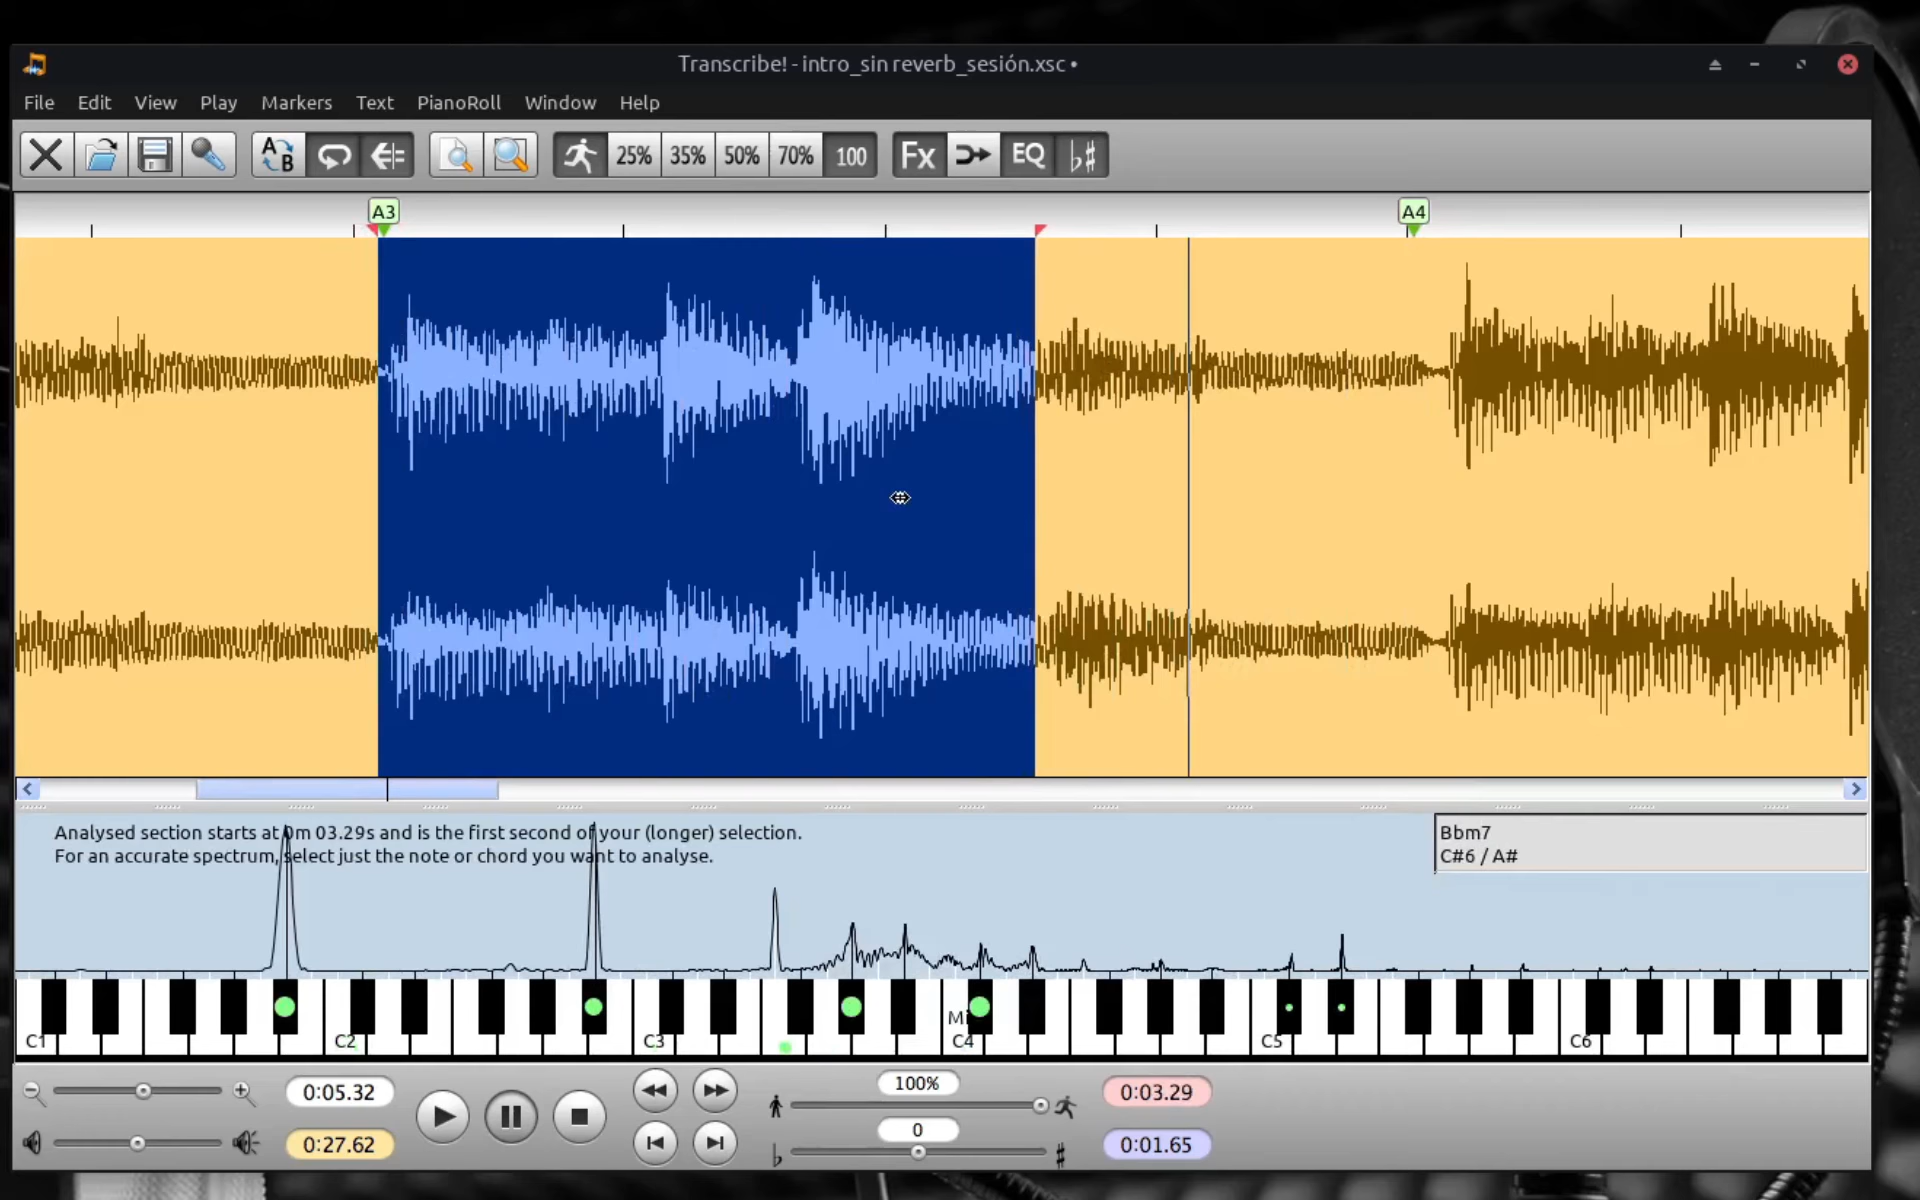 Transcribe! - intro_sin reverb_sesión.xsc •
File Edit View Play Markers Text PianoRoll Window Help
A B 25% 35% 50% 70% 100 Fx EQ ♭♯
A3 A4
Analysed section starts at 0m 03.29s and is the first second of your (longer) selection.
For an accurate spectrum, select just the note or chord you want to analyse.
Bbm7
C#6 / A#
C1 C2 C3 C4 C5 C6
0:05.32 100% 0:03.29
0:27.62 0 0:01.65
♭ ♯